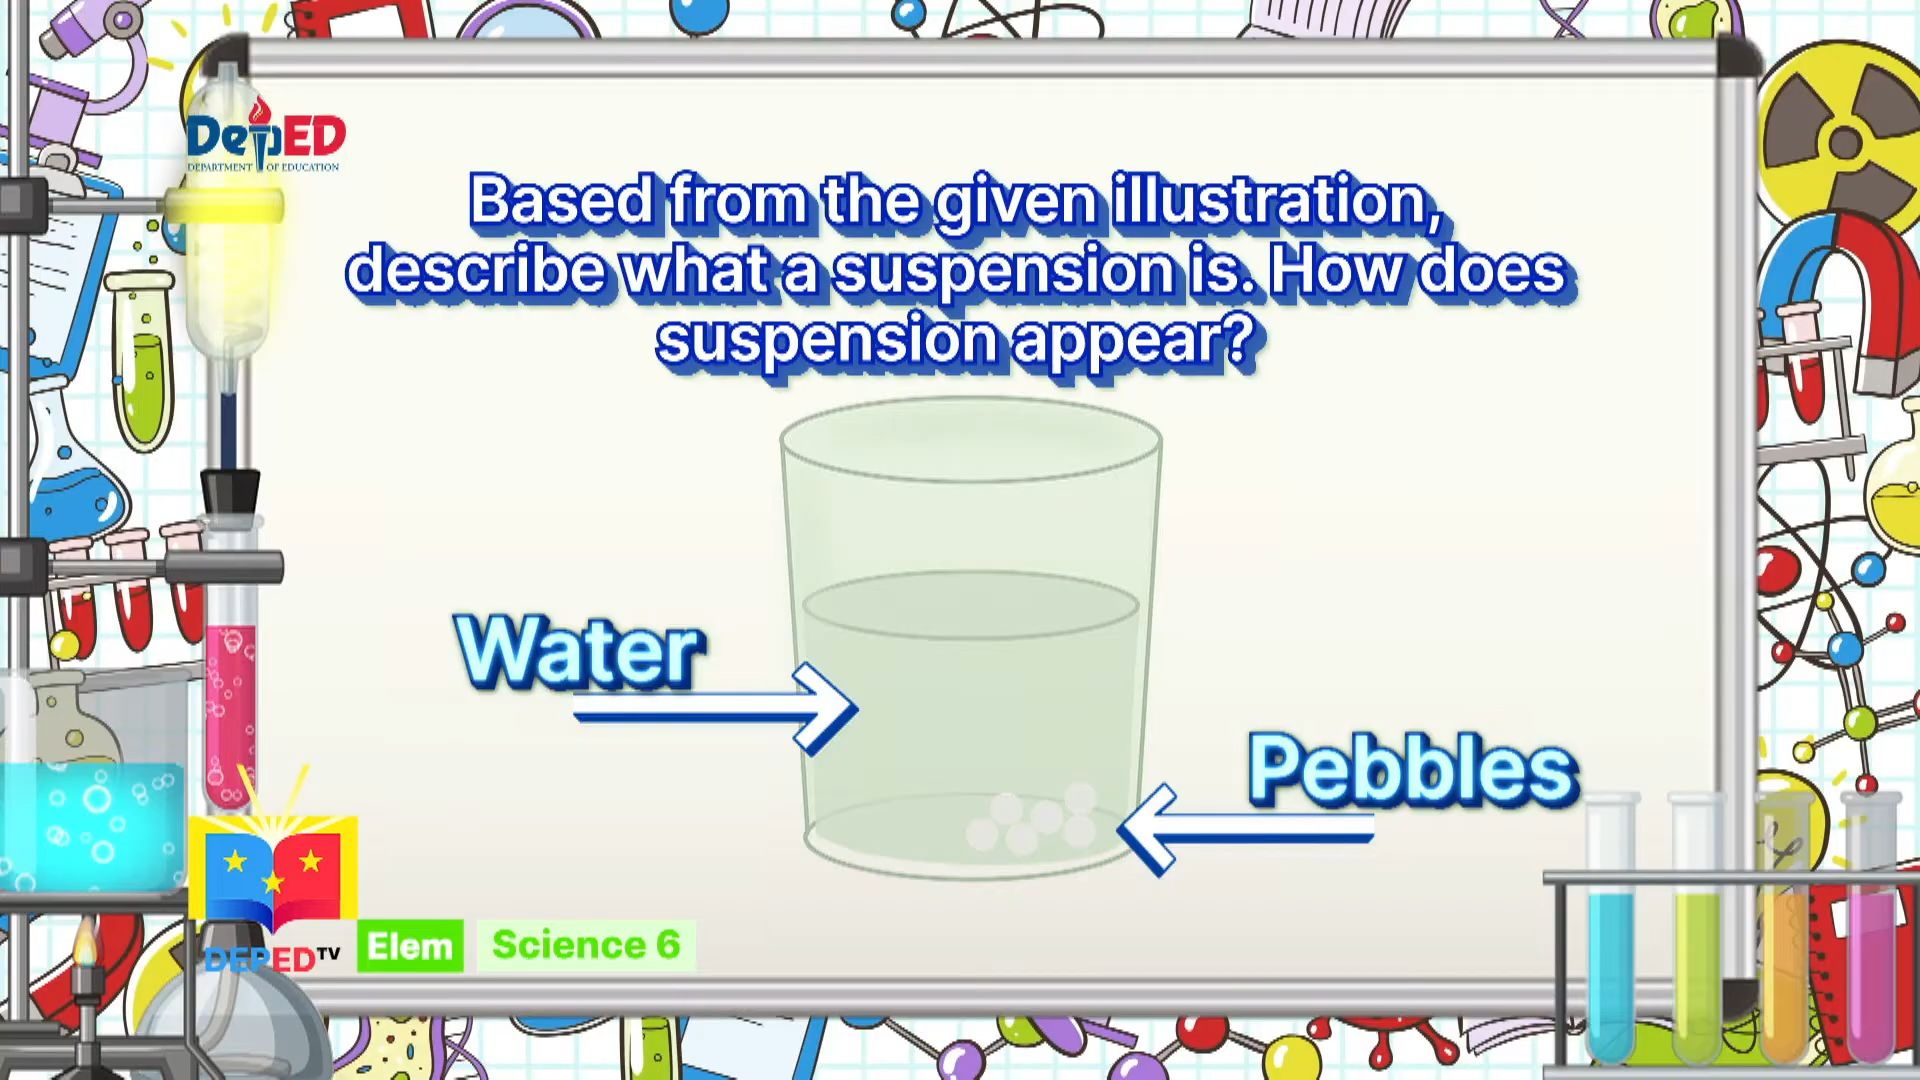 DepED
DEPARTMENT OF EDUCATION
Based from the given illustration,
describe what a suspension is. How does
suspension appear?
Water
Pebbles
DEPED TV
Elem
Science 6